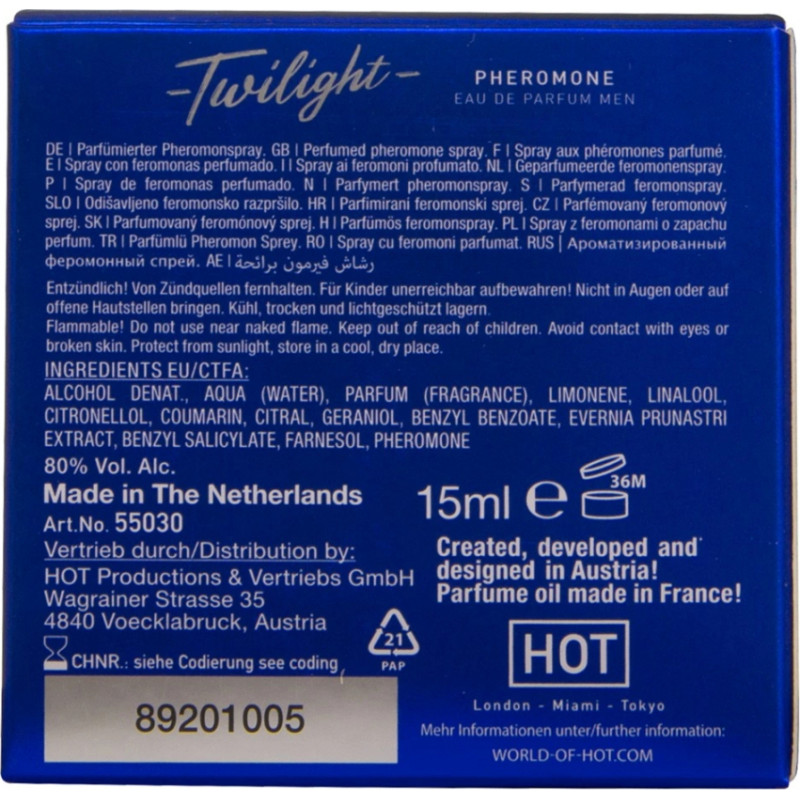 -Twilight-
PHEROMONE
EAU DE PARFUM MEN
DE | Parfümierter Pheromonspray. GB | Perfumed pheromone spray. F | Spray aux phéromones parfumé.
E | Spray con feromonas perfumado. I | Spray ai feromoni profumato. NL | Geparfumeerde feromonenspray.
P | Spray de feromonas perfumado. N | Parfymert pheromonspray. S | Parfymerad feromonspray.
SLO | Odišavljeno feromonsko razpršilo. HR | Parfimirani feromonski sprej. CZ | Parfémovaný feromonový
sprej. SK | Parfumovaný feromónový sprej. H | Parfümös feromonspray. PL | Spray z feromonami o zapachu
perfum. TR | Parfümlü Pheromon Sprey. RO | Spray cu feromoni parfumat. RUS | Ароматизированный
феромонный спрей. AE | رشاش فيرمون برائحة
Entzündlich! Von Zündquellen fernhalten. Für Kinder unerreichbar aufbewahren! Nicht in Augen oder auf
offene Hautstellen bringen. Kühl, trocken und lichtgeschützt lagern.
Flammable! Do not use near naked flame. Keep out of reach of children. Avoid contact with eyes or
broken skin. Protect from sunlight, store in a cool, dry place.
INGREDIENTS EU/CTFA:
ALCOHOL DENAT., AQUA (WATER), PARFUM (FRAGRANCE), LIMONENE, LINALOOL,
CITRONELLOL, COUMARIN, CITRAL, GERANIOL, BENZYL BENZOATE, EVERNIA PRUNASTRI
EXTRACT, BENZYL SALICYLATE, FARNESOL, PHEROMONE
80% Vol. Alc.
Made in The Netherlands
Art.No. 55030
15ml e
36M
Vertrieb durch/Distribution by:
HOT Productions & Vertriebs GmbH
Wagrainer Strasse 35
4840 Voecklabruck, Austria
Created, developed and
designed in Austria!
Parfume oil made in France!
21
PAP
CHNR.: siehe Codierung see coding
89201005
HOT
London - Miami - Tokyo
Mehr Informationen unter/further information:
WORLD-OF-HOT.COM